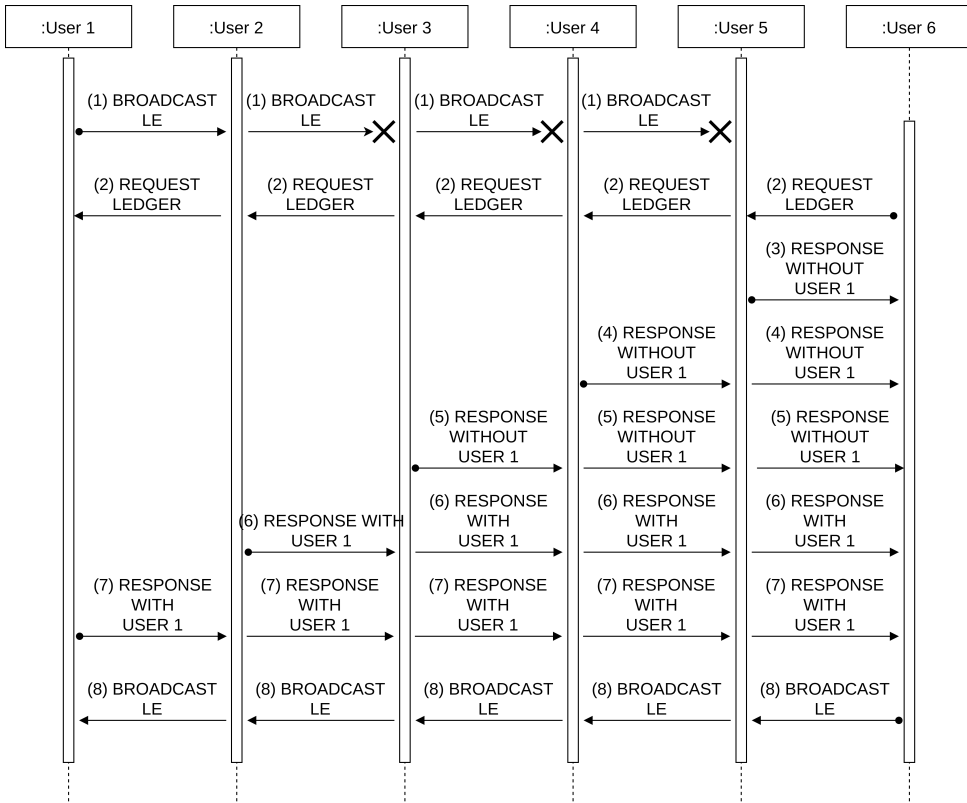 :User 1
:User 2
:User 3
:User 4
:User 5
:User 6
(1) BROADCAST
LE
(1) BROADCAST
LE
(1) BROADCAST
LE
(1) BROADCAST
LE
(2) REQUEST
LEDGER
(2) REQUEST
LEDGER
(2) REQUEST
LEDGER
(2) REQUEST
LEDGER
(2) REQUEST
LEDGER
(3) RESPONSE
WITHOUT
USER 1
(4) RESPONSE
WITHOUT
USER 1
(4) RESPONSE
WITHOUT
USER 1
(5) RESPONSE
WITHOUT
USER 1
(5) RESPONSE
WITHOUT
USER 1
(5) RESPONSE
WITHOUT
USER 1
(6) RESPONSE WITH
USER 1
(6) RESPONSE
WITH
USER 1
(6) RESPONSE
WITH
USER 1
(6) RESPONSE
WITH
USER 1
(7) RESPONSE
WITH
USER 1
(7) RESPONSE
WITH
USER 1
(7) RESPONSE
WITH
USER 1
(7) RESPONSE
WITH
USER 1
(7) RESPONSE
WITH
USER 1
(8) BROADCAST
LE
(8) BROADCAST
LE
(8) BROADCAST
LE
(8) BROADCAST
LE
(8) BROADCAST
LE